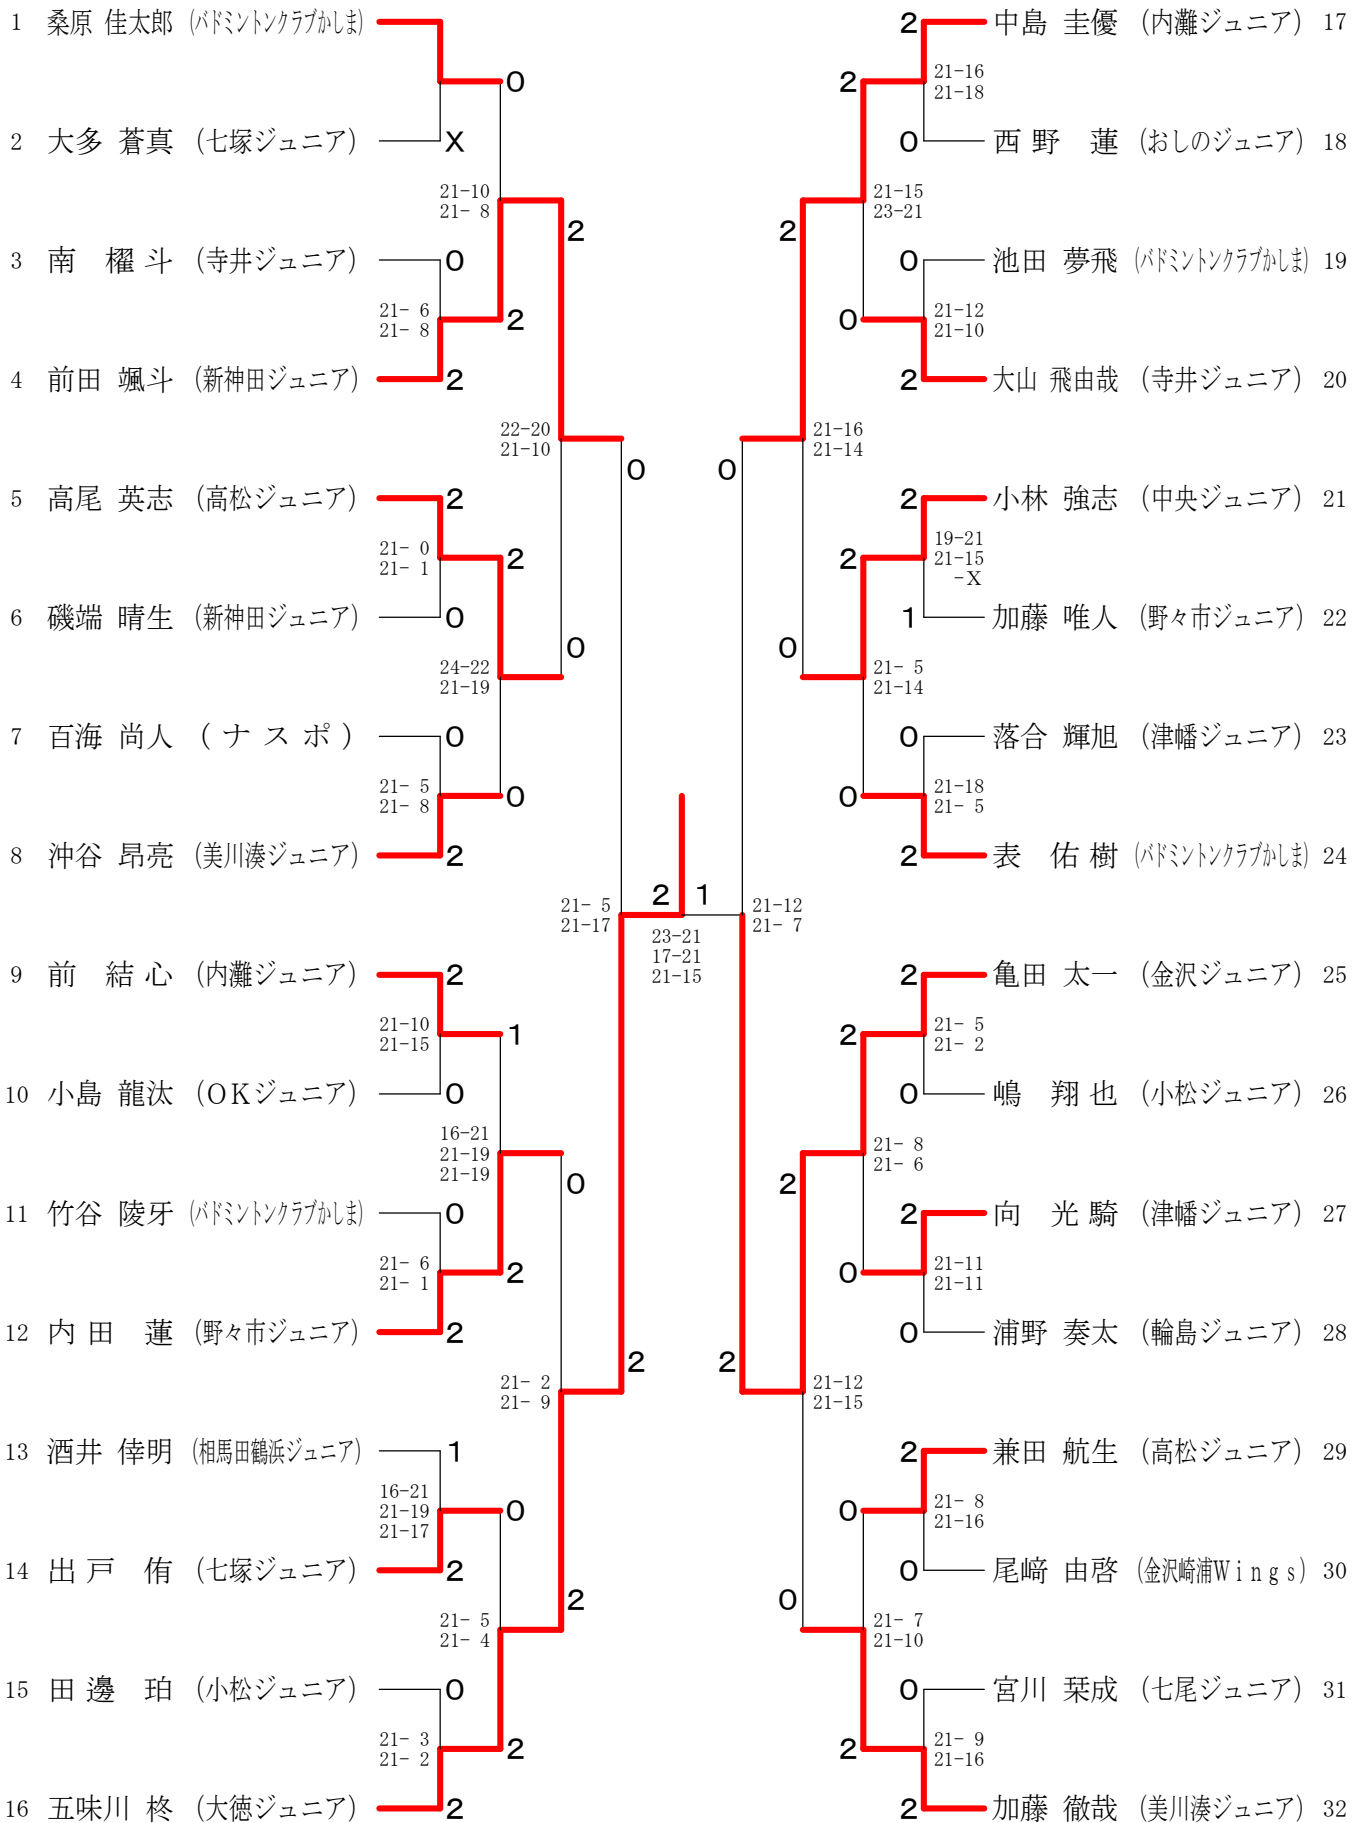 1 桑原 佳太郎 (バドミントンクラブかしま)
0
2 大多 蒼真 (七塚ジュニア) X
21-10
21- 8
2
3 南 櫂斗 (寺井ジュニア) 0
21- 6
21- 8
2
4 前田 颯斗 (新神田ジュニア) 2
22-20
21-10
0
5 高尾 英志 (高松ジュニア) 2
21- 0
21- 1
2
6 磯端 晴生 (新神田ジュニア) 0
0
24-22
21-19
7 百海 尚人 (ナスポ) 0
21- 5
21- 8
0
8 沖谷 昂亮 (美川湊ジュニア) 2
21- 5
21-17
2 1
23-21
17-21
21-15
9 前 結心 (内灘ジュニア) 2
21-10
21-15
1
10 小島 龍汰 (OKジュニア) 0
16-21
21-19
21-19
0
11 竹谷 陵牙 (バドミントンクラブかしま) 0
21- 6
21- 1
2
12 内田 蓮 (野々市ジュニア) 2
2
21- 2
21- 9
13 酒井 倖明 (相馬田鶴浜ジュニア) 1
16-21
21-19
21-17
0
14 出戸 侑 (七塚ジュニア) 2
2
21- 5
21- 4
15 田邊 珀 (小松ジュニア) 0
21- 3
21- 2
2
16 五味川 柊 (大徳ジュニア) 2
2 中島 圭優 (内灘ジュニア) 17
2
21-16
21-18
0 西野 蓮 (おしのジュニア) 18
21-15
23-21
2
0 池田 夢飛 (バドミントンクラブかしま) 19
0
21-12
21-10
2 大山 飛由哉 (寺井ジュニア) 20
21-16
21-14
0
2 小林 強志 (中央ジュニア) 21
2
19-21
21-15
-X
1 加藤 唯人 (野々市ジュニア) 22
0
21- 5
21-14
0 落合 輝旭 (津幡ジュニア) 23
0
21-18
21- 5
2 表 佑樹 (バドミントンクラブかしま) 24
21-12
21- 7
2 亀田 太一 (金沢ジュニア) 25
2
21- 5
21- 2
0 嶋 翔也 (小松ジュニア) 26
21- 8
21- 6
2
2 向 光騎 (津幡ジュニア) 27
0
21-11
21-11
0 浦野 奏太 (輪島ジュニア) 28
2
21-12
21-15
2 兼田 航生 (高松ジュニア) 29
0
21- 8
21-16
0 尾﨑 由啓 (金沢崎浦Wings) 30
0
21- 7
21-10
0 宮川 栞成 (七尾ジュニア) 31
2
21- 9
21-16
2 加藤 徹哉 (美川湊ジュニア) 32